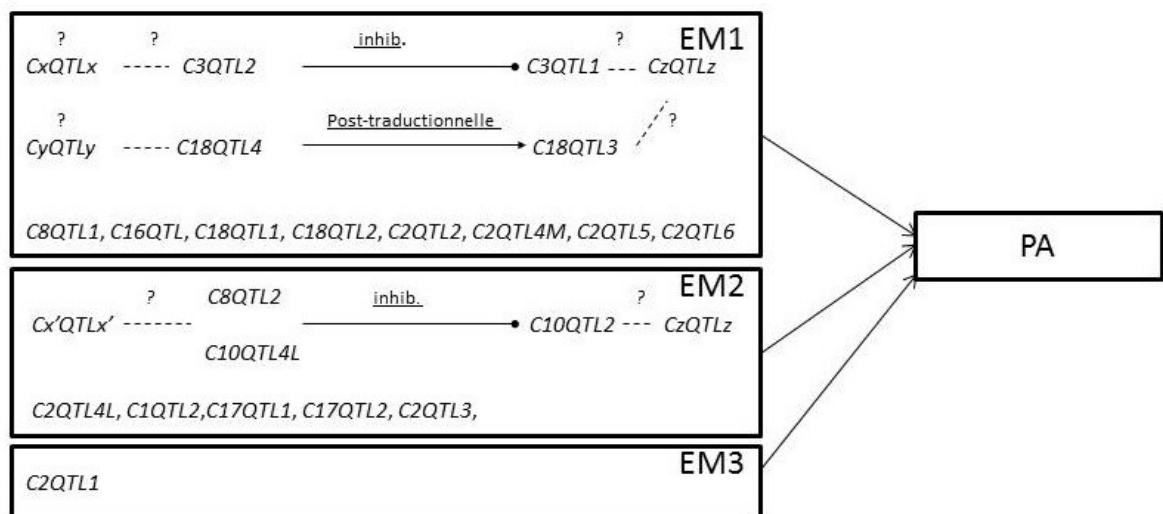 EM1
? ? inhib. ?
CxQTLx C3QTL2 C3QTL1 CzQTLz
? Post-traductionnelle ?
CyQTLy C18QTL4 C18QTL3
C8QTL1, C16QTL, C18QTL1, C18QTL2, C2QTL2, C2QTL4M, C2QTL5, C2QTL6
PA
EM2
? C8QTL2 inhib. ?
Cx'QTLx' C10QTL2 CzQTLz
C10QTL4L
C2QTL4L, C1QTL2,C17QTL1, C17QTL2, C2QTL3,
EM3
C2QTL1